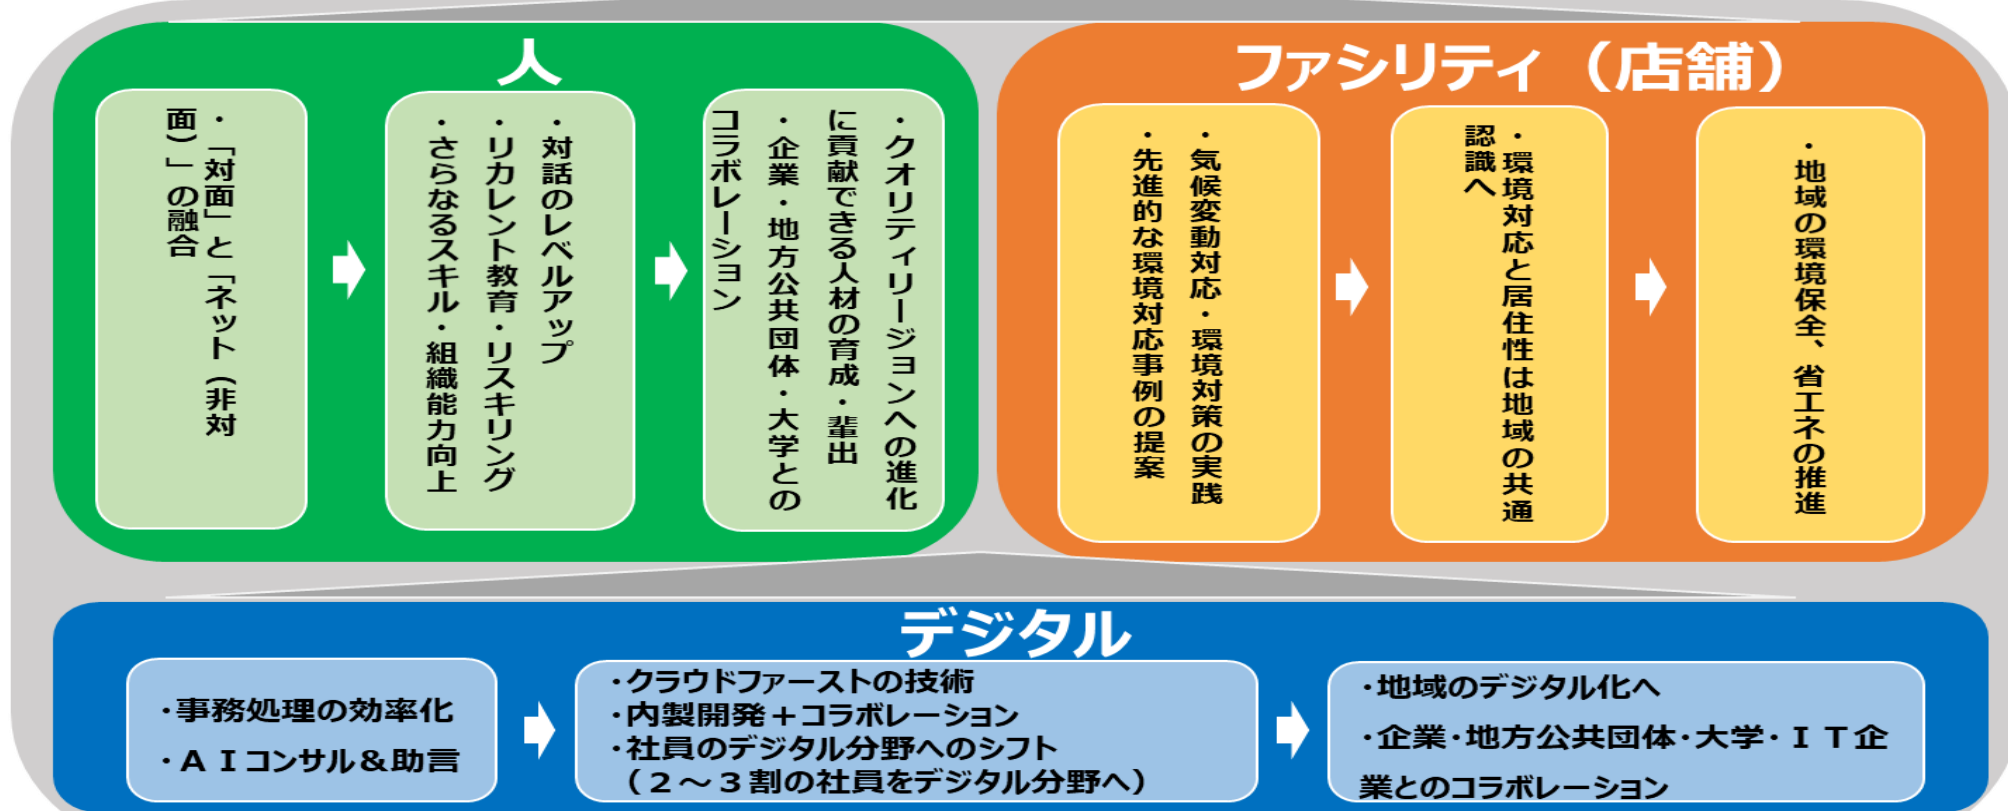 人
・「対面」と「ネット（非対
面）」の融合
・対話のレベルアップ
・リカレント教育・リスキリング
・さらなるスキル・組織能力向上
・クオリティリージョンへの進化
に貢献できる人材の育成・輩出
・企業・地方公共団体・大学との
コラボレーション
ファシリティ（店舗）
・気候変動対応・環境対策の実践
・先進的な環境対応事例の提案
・環境対応と居住性は地域の共通
認識へ
・地域の環境保全、省エネの推進
デジタル
・事務処理の効率化
・ＡＩコンサル＆助言
・クラウドファーストの技術
・内製開発＋コラボレーション
・社員のデジタル分野へのシフト
（２～３割の社員をデジタル分野へ）
・地域のデジタル化へ
・企業・地方公共団体・大学・ＩＴ企
業とのコラボレーション